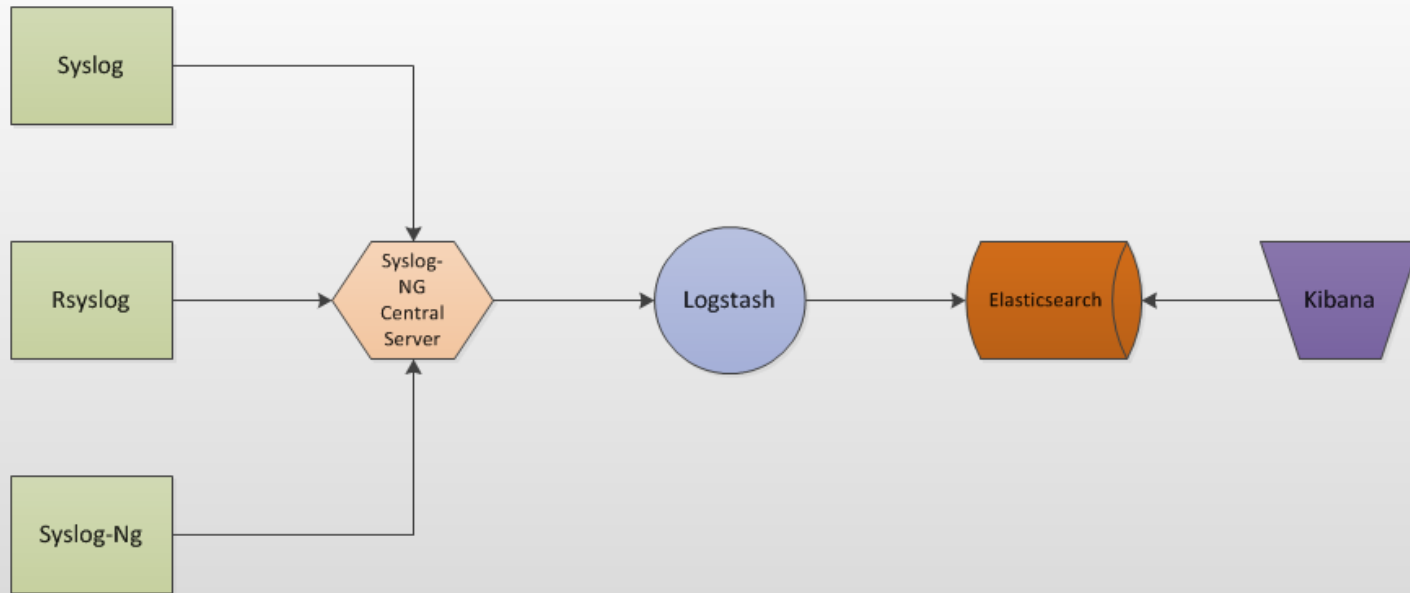 Syslog
Rsyslog
Syslog-Ng
Syslog-
NG
Central
Server
Logstash
Elasticsearch
Kibana